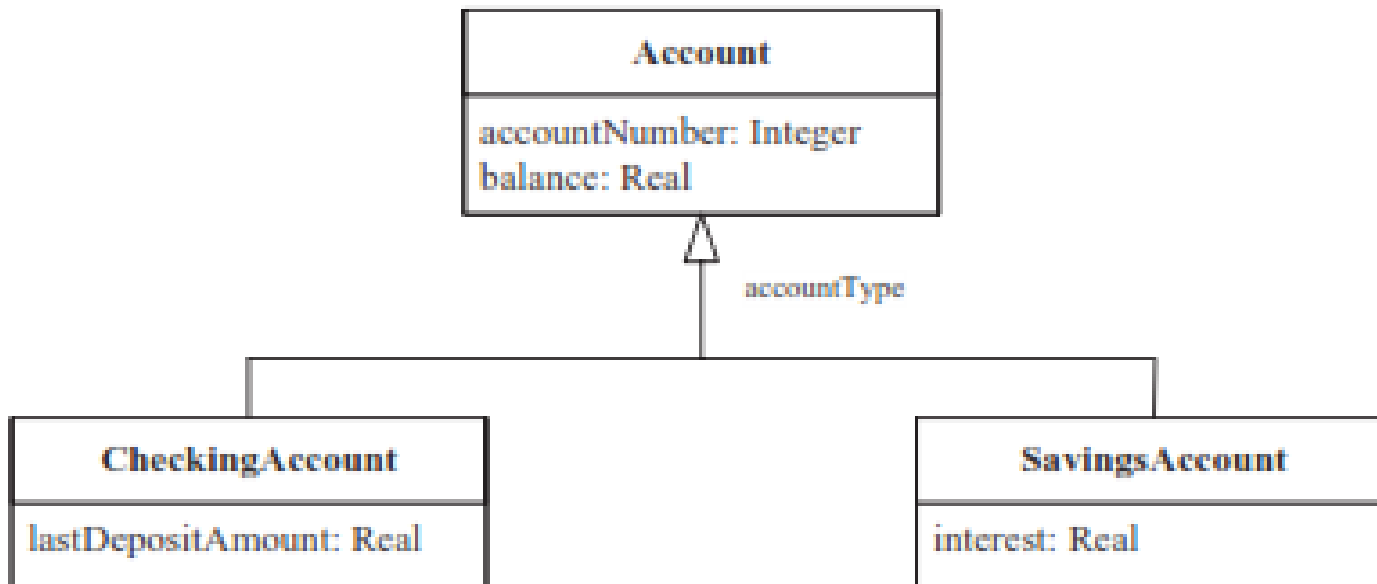 Account
accountNumber: Integer
balance: Real
accountType
CheckingAccount
SavingsAccount
lastDepositAmount: Real
interest: Real